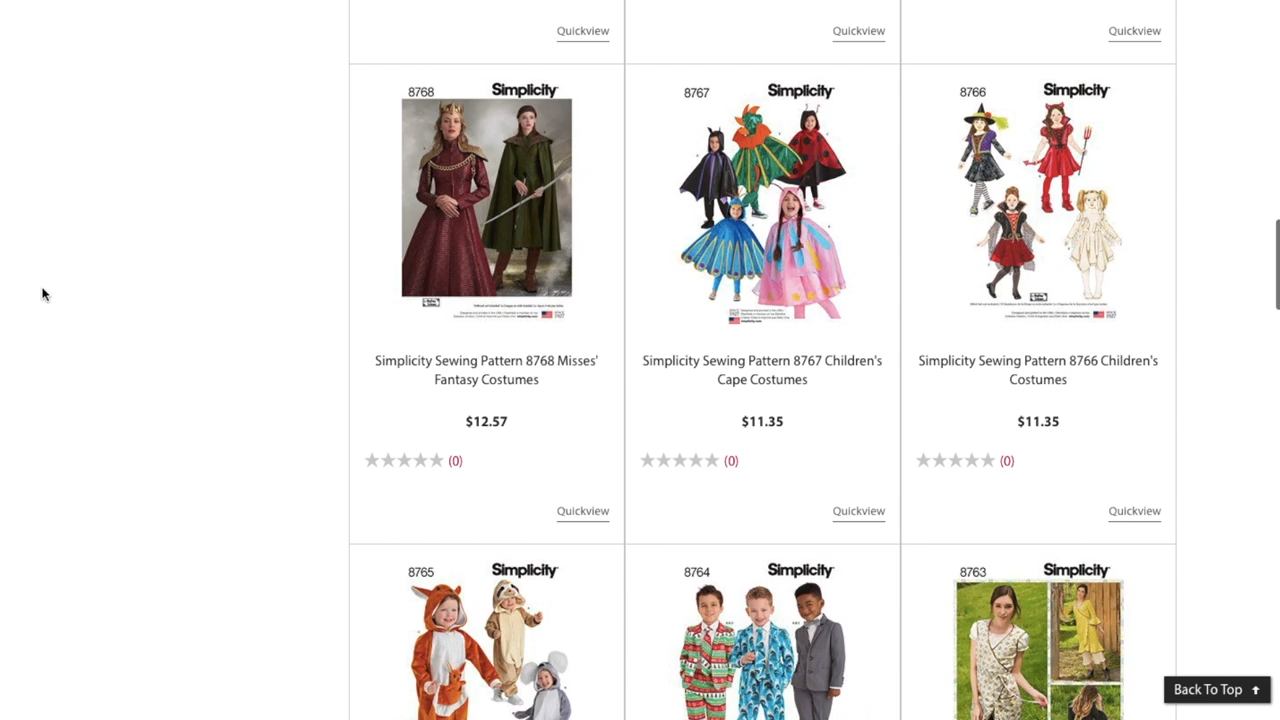 Quickview
Quickview
Quickview
8768
Simplicity
8767
Simplicity
8766
Simplicity
Simplicity Sewing Pattern 8768 Misses'
Fantasy Costumes
$12.57
(0)
Quickview
Simplicity Sewing Pattern 8767 Children's
Cape Costumes
$11.35
(0)
Quickview
Simplicity Sewing Pattern 8766 Children's
Costumes
$11.35
(0)
Quickview
8765
Simplicity
8764
Simplicity
8763
Simplicity
Back To Top